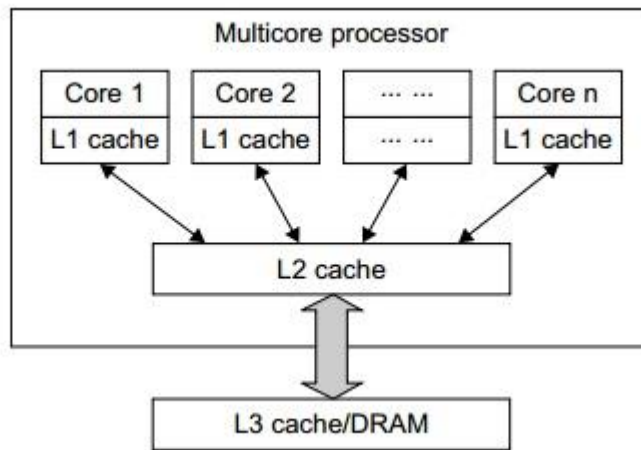 Multicore processor
Core 1 Core 2 ... ... Core n
L1 cache L1 cache ... ... L1 cache
L2 cache
L3 cache/DRAM